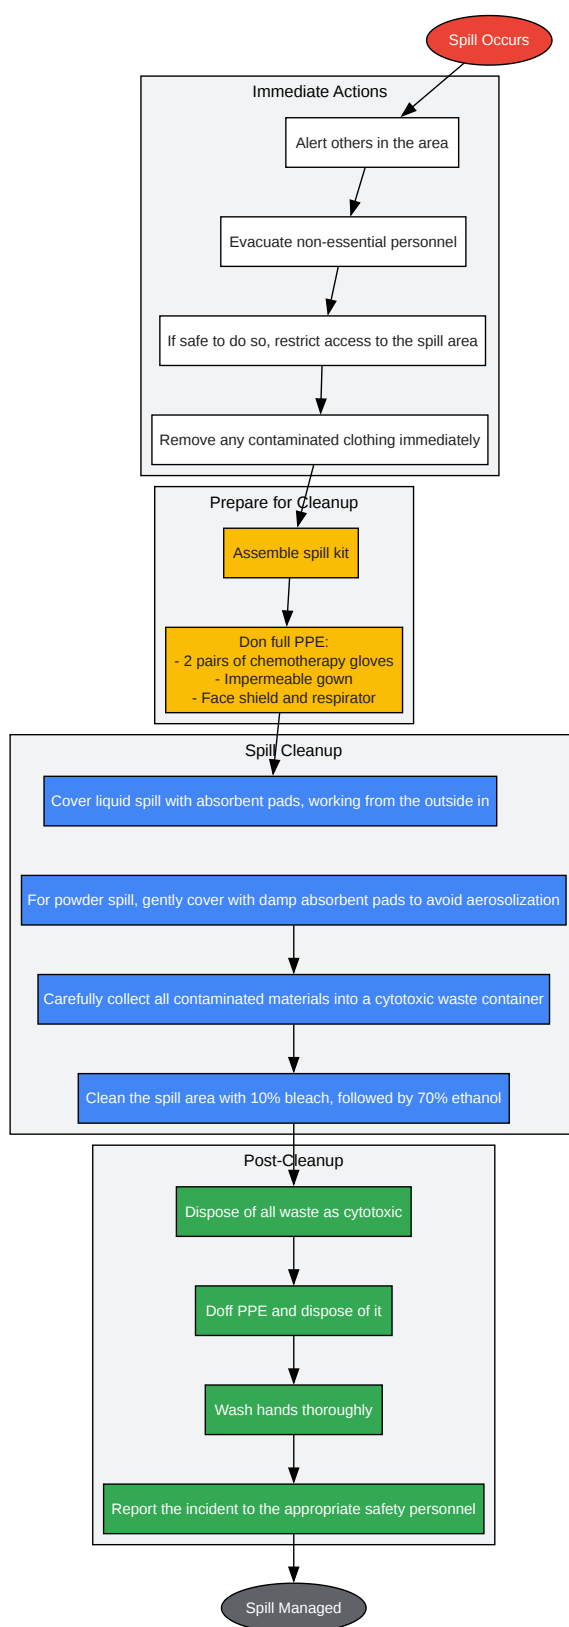 Spill Occurs
Immediate Actions
Alert others in the area
Evacuate non-essential personnel
If safe to do so, restrict access to the spill area
Remove any contaminated clothing immediately
Prepare for Cleanup
Assemble spill kit
Don full PPE:
- 2 pairs of chemotherapy gloves
- Impermeable gown
- Face shield and respirator
Spill Cleanup
Cover liquid spill with absorbent pads, working from the outside in
For powder spill, gently cover with damp absorbent pads to avoid aerosolization
Carefully collect all contaminated materials into a cytotoxic waste container
Clean the spill area with 10% bleach, followed by 70% ethanol
Post-Cleanup
Dispose of all waste as cytotoxic
Doff PPE and dispose of it
Wash hands thoroughly
Report the incident to the appropriate safety personnel
Spill Managed